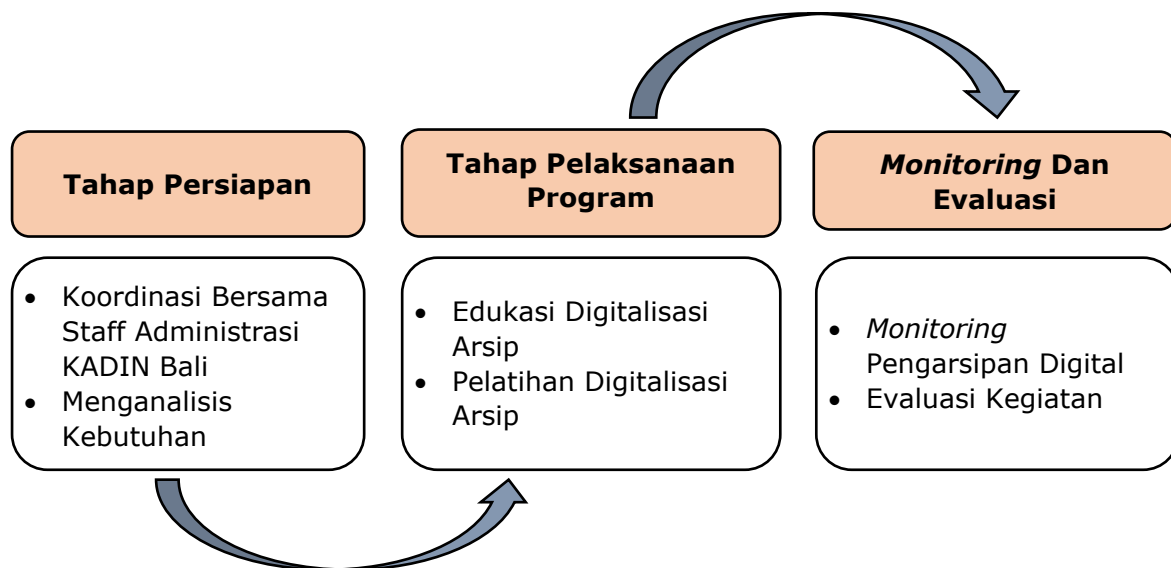 Tahap Persiapan
• Koordinasi Bersama
Staff Administrasi
KADIN Bali
• Menganalisis
Kebutuhan
Tahap Pelaksanaan
Program
• Edukasi Digitalisasi
Arsip
• Pelatihan Digitalisasi
Arsip
Monitoring Dan
Evaluasi
• Monitoring
Pengarsipan Digital
• Evaluasi Kegiatan